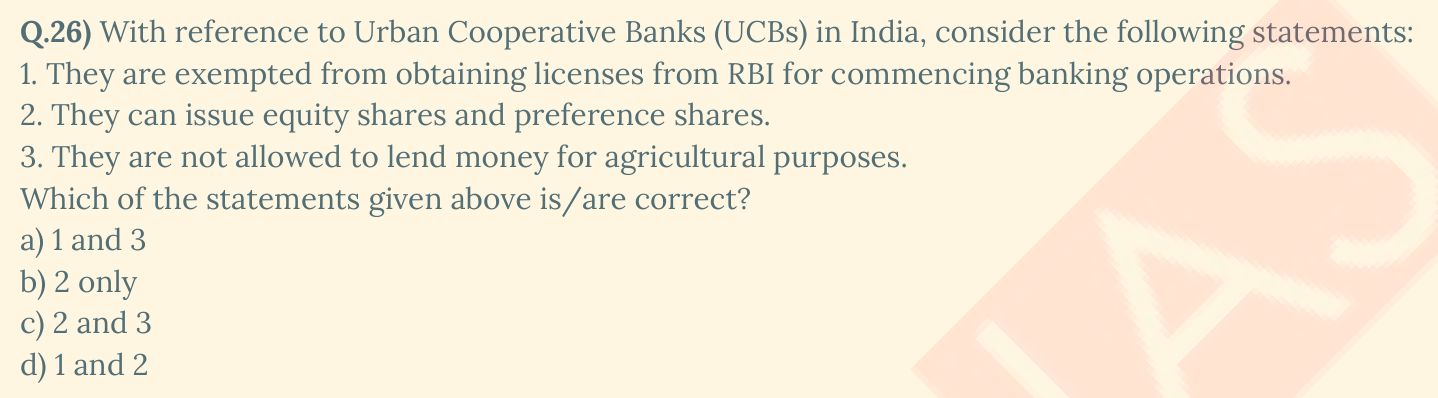 Q.26) With reference to Urban Cooperative Banks (UCBs) in India, consider the following statements:
1. They are exempted from obtaining licenses from RBI for commencing banking operations.
2. They can issue equity shares and preference shares.
3. They are not allowed to lend money for agricultural purposes.
Which of the statements given above is/are correct?
a) 1 and 3
b) 2 only
c) 2 and 3
d) 1 and 2
IAS